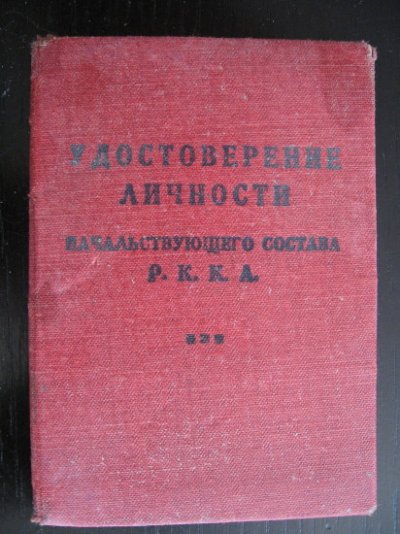 УДОСТОВЕРЕНИЕ
ЛИЧНОСТИ
НАЧАЛЬСТВУЮЩЕГО СОСТАВА
Р. К. К. А.